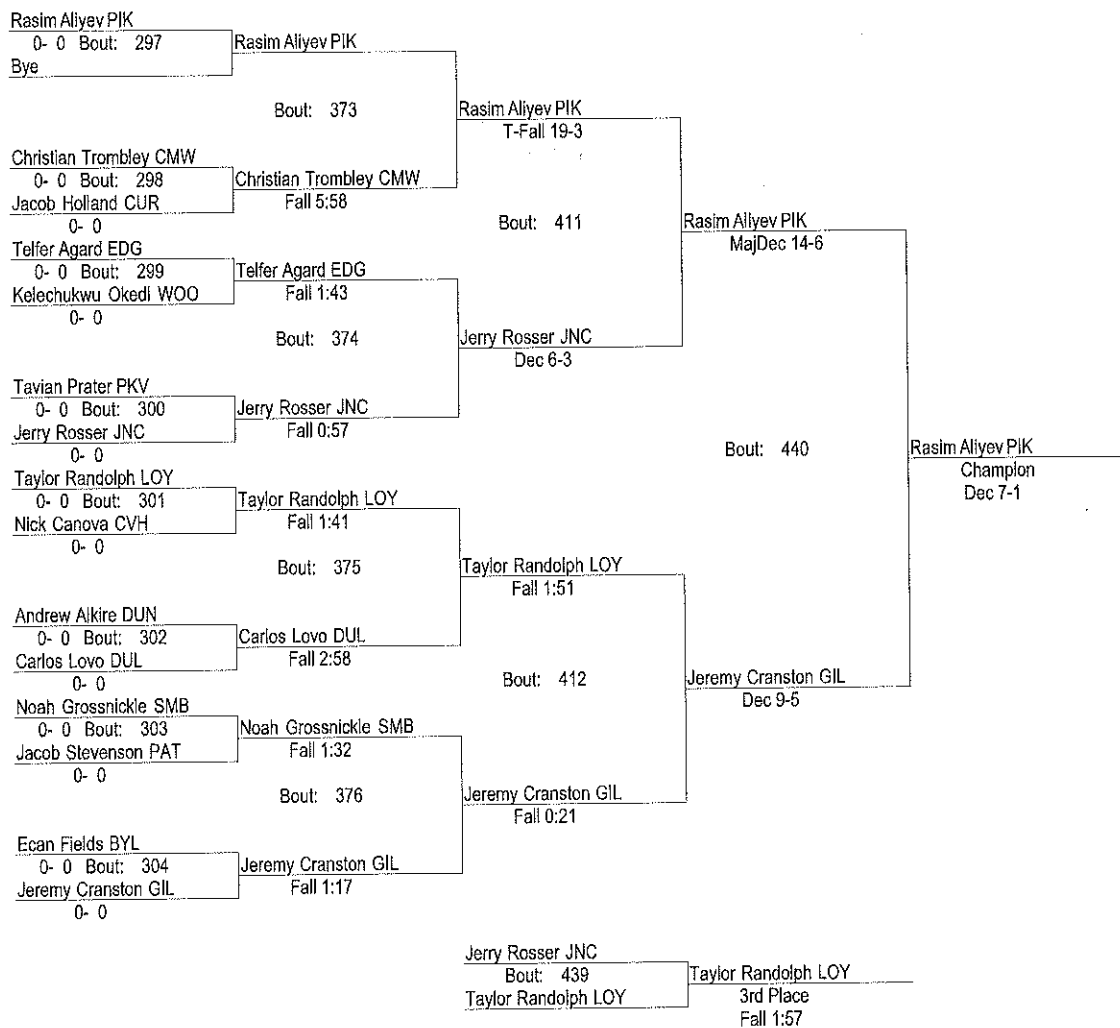 Rasim Aliyev PIK
0- 0 Bout: 297
Bye
Rasim Aliyev PIK
Bout: 373
Christian Trombley CMW
0- 0 Bout: 298
Jacob Holland CUR
0- 0
Christian Trombley CMW
Fall 5:58
Rasim Aliyev PIK
T-Fall 19-3
Bout: 411
Telfer Agard EDG
0- 0 Bout: 299
Kelechukwu Okedi WOO
0- 0
Telfer Agard EDG
Fall 1:43
Bout: 374
Tavian Prater PKV
0- 0 Bout: 300
Jerry Rosser JNC
0- 0
Jerry Rosser JNC
Fall 0:57
Jerry Rosser JNC
Dec 6-3
Rasim Aliyev PIK
MajDec 14-6
Bout: 440
Taylor Randolph LOY
0- 0 Bout: 301
Nick Canova CVH
0- 0
Taylor Randolph LOY
Fall 1:41
Bout: 375
Andrew Alkire DUN
0- 0 Bout: 302
Carlos Lovo DUL
0- 0
Carlos Lovo DUL
Fall 2:58
Taylor Randolph LOY
Fall 1:51
Bout: 412
Noah Grossnickle SMB
0- 0 Bout: 303
Jacob Stevenson PAT
0- 0
Noah Grossnickle SMB
Fall 1:32
Bout: 376
Ecan Fields BYL
0- 0 Bout: 304
Jeremy Cranston GIL
0- 0
Jeremy Cranston GIL
Fall 1:17
Jeremy Cranston GIL
Fall 0:21
Jeremy Cranston GIL
Dec 9-5
Rasim Aliyev PIK
Champion
Dec 7-1
Jerry Rosser JNC
Bout: 439
Taylor Randolph LOY
Taylor Randolph LOY
3rd Place
Fall 1:57